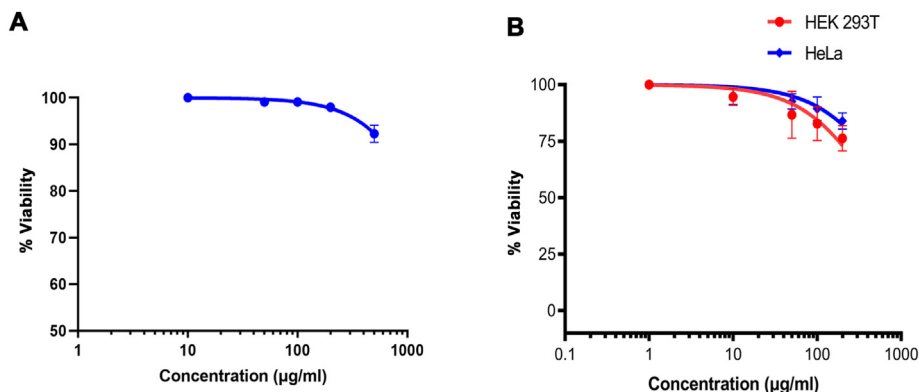 A
% Viability
100
90
80
70
60
50
1
10
100
1000
Concentration (µg/ml)
B
HEK 293T
HeLa
% Viability
100
75
50
25
0
0.1
1
10
100
1000
Concentration (µg/ml)